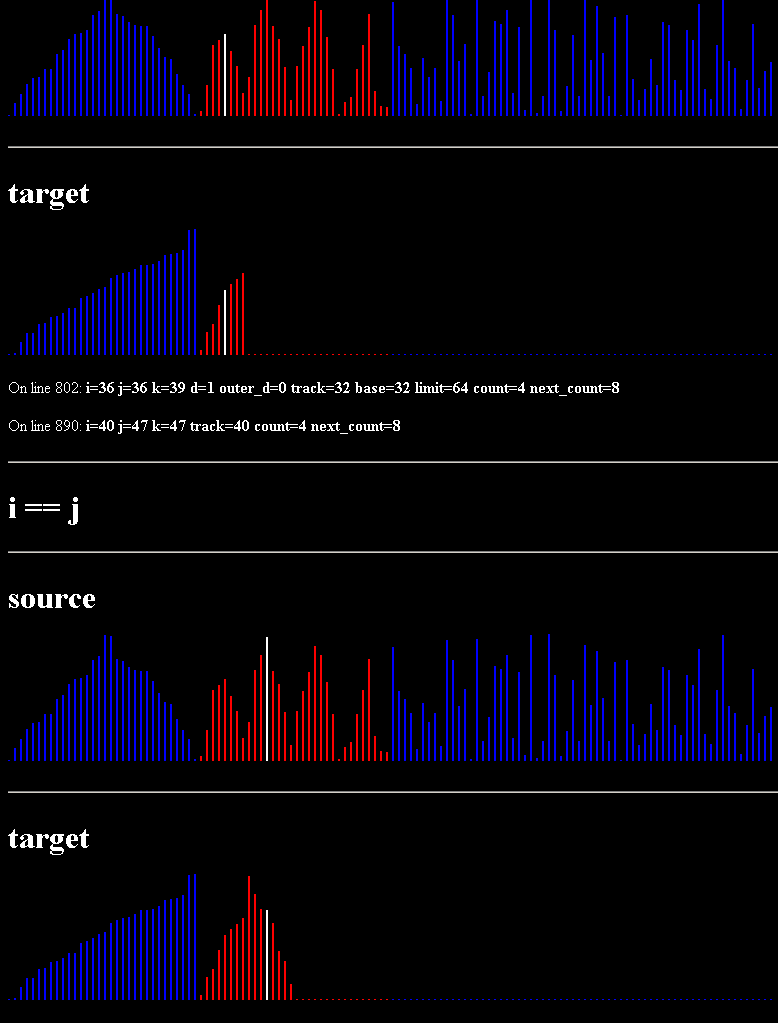 target
On line 802: i=36 j=36 k=39 d=1 outer_d=0 track=32 base=32 limit=64 count=4 next_count=8
On line 890: i=40 j=47 k=47 track=40 count=4 next_count=8
i == j
source
target